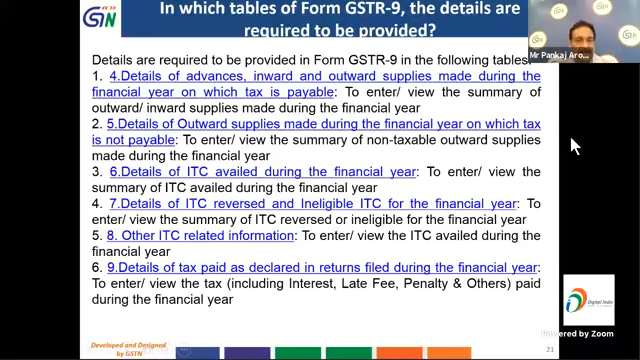 GSTN
In which tables of Form GSTR-9, the details are
required to be provided?
Mr Pankaj Aro...
Details are required to be provided in Form GSTR-9 in the following tables:
1. 4.Details of advances, inward and outward supplies made during the
financial year on which tax is payable: To enter/ view the summary of
outward/ inward supplies made during the financial year
2. 5.Details of Outward supplies made during the financial year on which tax
is not payable: To enter/ view the summary of non-taxable outward supplies
made during the financial year
3. 6.Details of ITC availed during the financial year: To enter/ view the
summary of ITC availed during the financial year
4. 7.Details of ITC reversed and Ineligible ITC for the financial year: To
enter/ view the summary of ITC reversed or ineligible for the financial year
5. 8. Other ITC related information: To enter/ view the ITC availed during the
financial year
6. 9.Details of tax paid as declared in returns filed during the financial year:
To enter/ view the tax (including Interest, Late Fee, Penalty & Others) paid
during the financial year
Digital India
Powered by Zoom
Developed and Designed
by GSTN
21